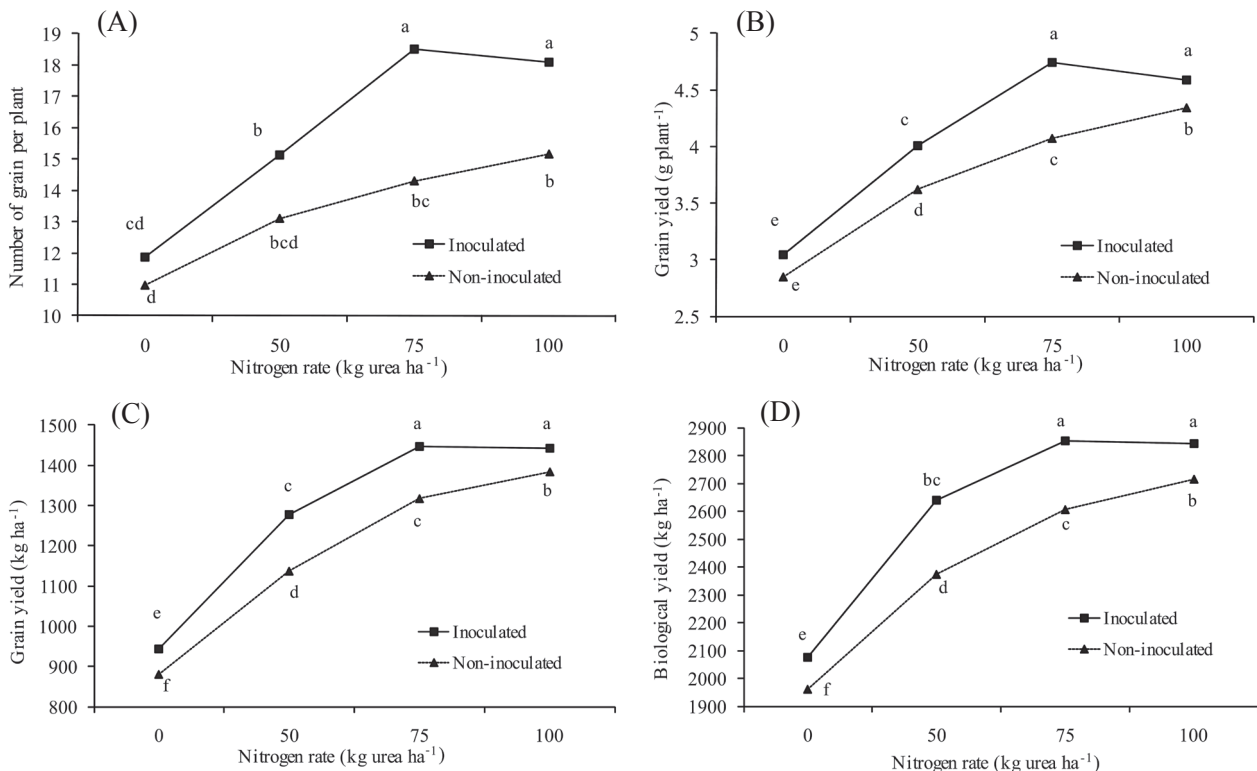 (A)
Number of grain per plant
19
18
17
16
15
14
13
12
11
10
cd
b
a
a
d
bcd
bc
b
Inoculated
Non-inoculated
0 50 75 100
Nitrogen rate (kg urea ha⁻¹)
(B)
Grain yield (g plant⁻¹)
5
4.5
4
3.5
3
2.5
e
c
a
a
e
d
c
b
Inoculated
Non-inoculated
0 50 75 100
Nitrogen rate (kg urea ha⁻¹)
(C)
Grain yield (kg ha⁻¹)
1500
1400
1300
1200
1100
1000
900
800
e
c
a
a
f
d
c
b
Inoculated
Non-inoculated
0 50 75 100
Nitrogen rate (kg urea ha⁻¹)
(D)
Biological yield (kg ha⁻¹)
2900
2800
2700
2600
2500
2400
2300
2200
2100
2000
1900
e
bc
a
a
f
d
c
b
Inoculated
Non-inoculated
0 50 75 100
Nitrogen rate (kg urea ha⁻¹)